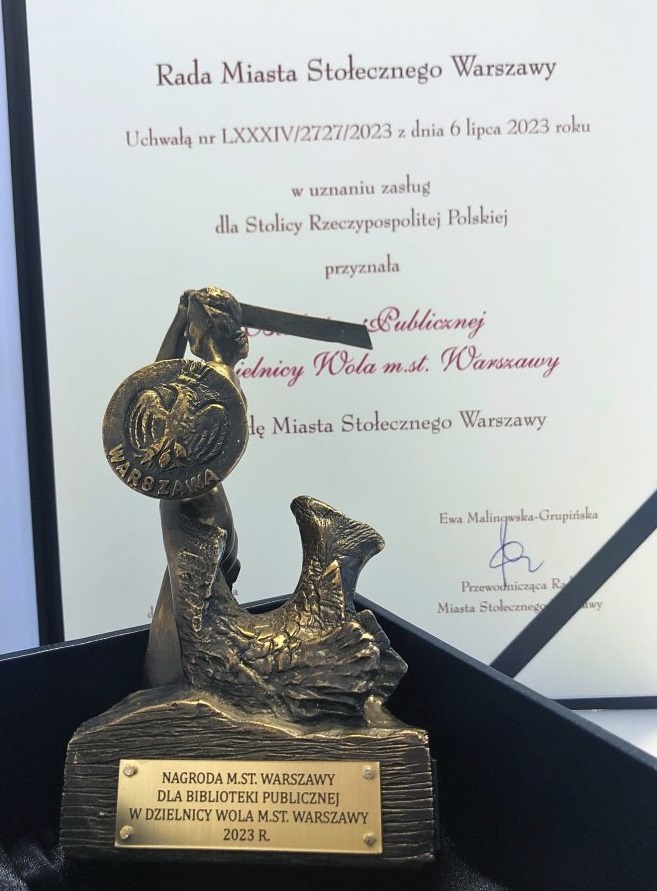 Rada Miasta Stołecznego Warszawy
Uchwałą nr LXXXIV/2727/2023 z dnia 6 lipca 2023 roku
w uznaniu zasług
dla Stolicy Rzeczypospolitej Polskiej
przyznała
Publicznej
Wola m.st. Warszawy
Miasta Stołecznego Warszawy
Ewa Malinowska-Grupińska
Przewodnicząca
Miasta Stołecznego
WARSZAWA
NAGRODA M.ST. WARSZAWY
DLA BIBLIOTEKI PUBLICZNEJ
W DZIELNICY WOLA M.ST. WARSZAWY
2023 R.